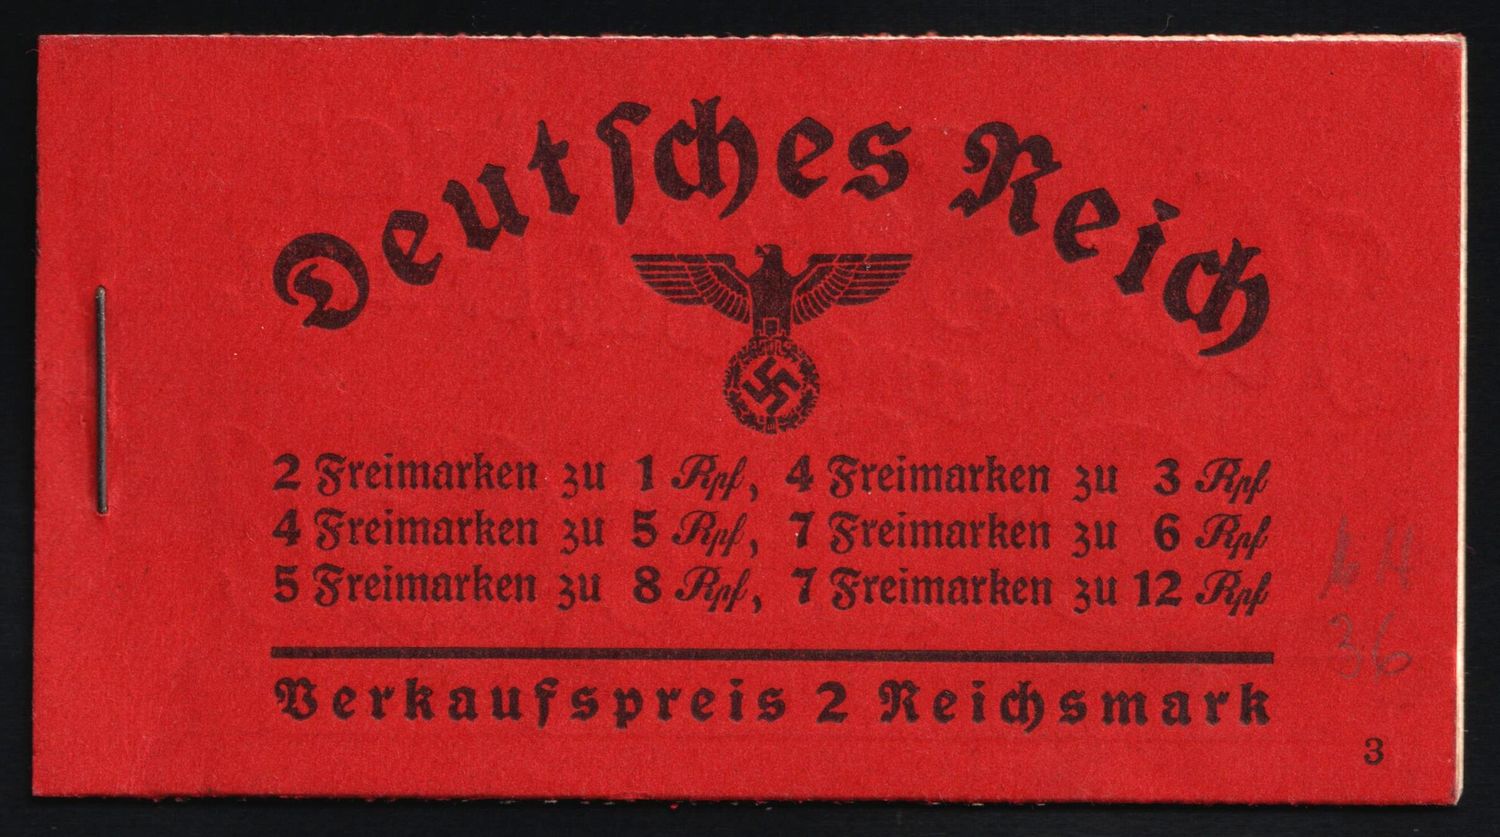 Deutsches Reich
2 Freimarken zu 1 Rpf, 4 Freimarken zu 3 Rpf
4 Freimarken zu 5 Rpf, 7 Freimarken zu 6 Rpf
5 Freimarken zu 8 Rpf, 7 Freimarken zu 12 Rpf
Verkaufspreis 2 Reichsmark
36
3